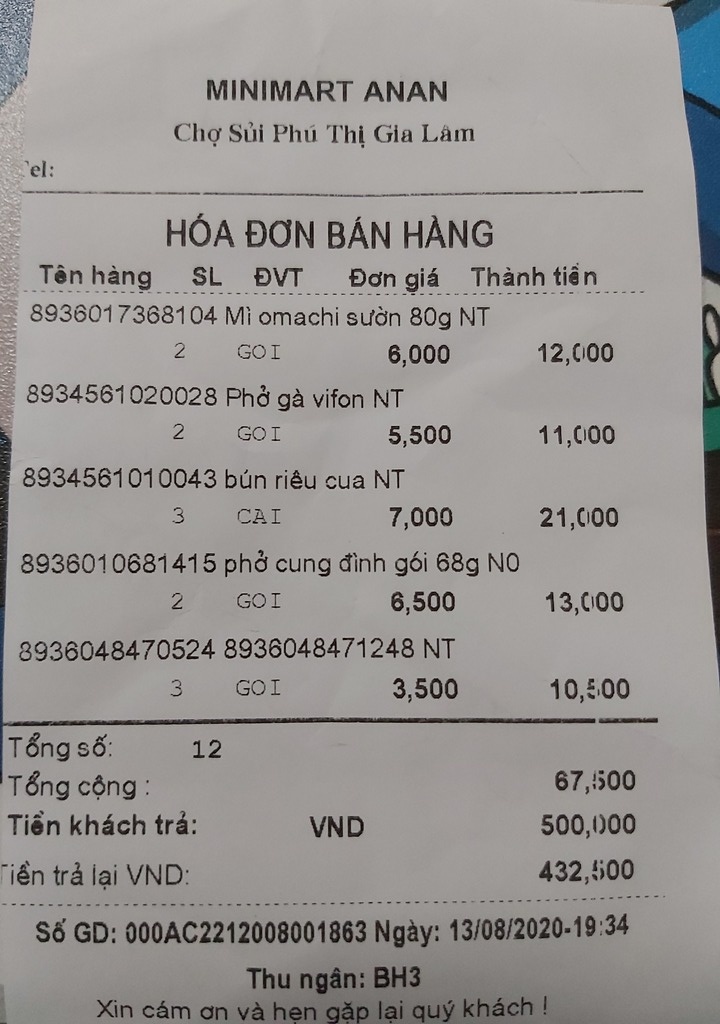 MINIMART ANAN
Chợ Sủi Phú Thị Gia Lâm
Tel:
HÓA ĐƠN BÁN HÀNG
Tên hàng SL ĐVT Đơn giá Thành tiền
8936017368104 Mì omachi sườn 80g NT
2 GOI 6,000 12,000
8934561020028 Phở gà vifon NT
2 GOI 5,500 11,000
8934561010043 bún riêu cua NT
3 CAI 7,000 21,000
8936010681415 phở cung đình gói 68g N0
2 GOI 6,500 13,000
8936048470524 8936048471248 NT
3 GOI 3,500 10,500
Tổng số: 12
Tổng cộng : 67,500
Tiền khách trả: VND 500,000
Tiền trả lại VND: 432,500
Số GD: 000AC2212008001863 Ngày: 13/08/2020-19:34
Thu ngân: BH3
Xin cám ơn và hẹn gặp lại quý khách !